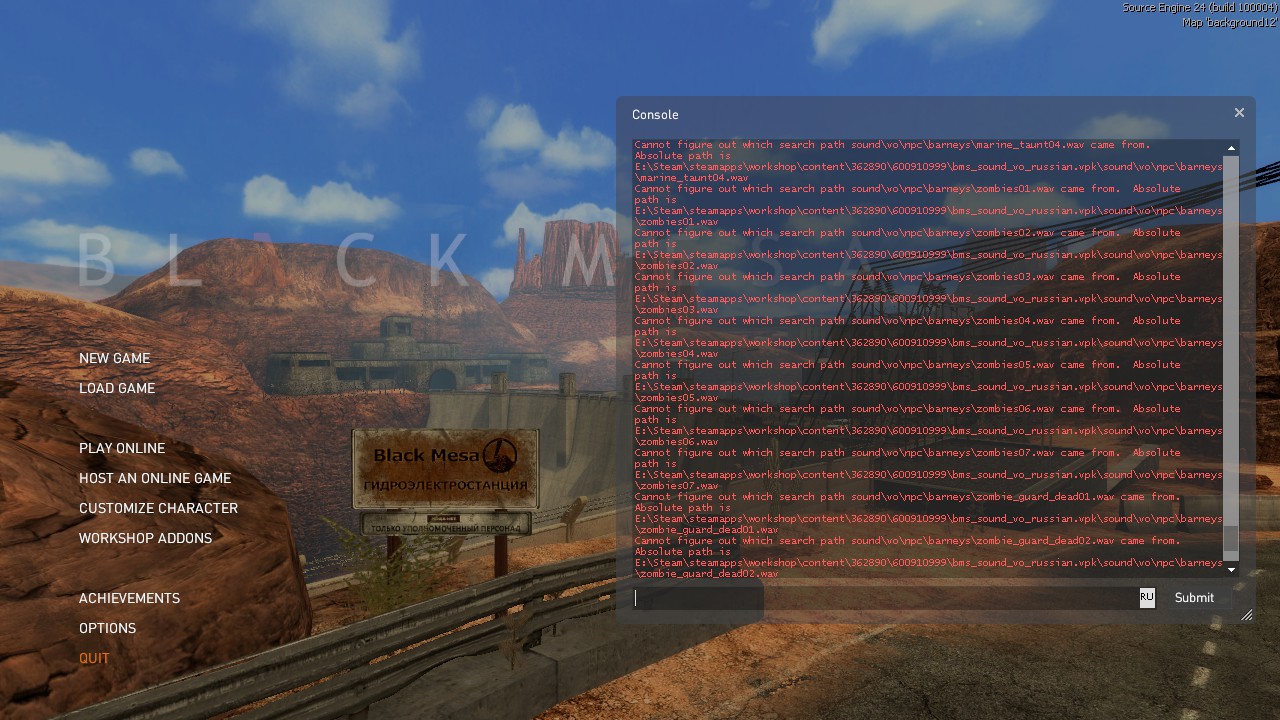 Source Engine 24 (build 100004)
Map 'background12'
BLACK MESA
NEW GAME
LOAD GAME
PLAY ONLINE
HOST AN ONLINE GAME
CUSTOMIZE CHARACTER
WORKSHOP ADDONS
ACHIEVEMENTS
OPTIONS
QUIT
Black Mesa
ГИДРОЭЛЕКТРОСТАНЦИЯ
ТОЛЬКО УПОЛНОМОЧЕННЫЙ ПЕРСОНАЛ
Console
Cannot figure out which search path sound\vo\npc\barneys\marine_taunt04.wav came from.
Absolute path is
E:\Steam\steamapps\workshop\content\362890\600910999\bms_sound_vo_russian.vpk\sound\vo\npc\barneys
\marine_taunt04.wav
Cannot figure out which search path sound\vo\npc\barneys\zombies01.wav came from.  Absolute
path is
E:\Steam\steamapps\workshop\content\362890\600910999\bms_sound_vo_russian.vpk\sound\vo\npc\barneys
\zombies01.wav
Cannot figure out which search path sound\vo\npc\barneys\zombies02.wav came from.  Absolute
path is
E:\Steam\steamapps\workshop\content\362890\600910999\bms_sound_vo_russian.vpk\sound\vo\npc\barneys
\zombies02.wav
Cannot figure out which search path sound\vo\npc\barneys\zombies03.wav came from.  Absolute
path is
E:\Steam\steamapps\workshop\content\362890\600910999\bms_sound_vo_russian.vpk\sound\vo\npc\barneys
\zombies03.wav
Cannot figure out which search path sound\vo\npc\barneys\zombies04.wav came from.  Absolute
path is
E:\Steam\steamapps\workshop\content\362890\600910999\bms_sound_vo_russian.vpk\sound\vo\npc\barneys
\zombies04.wav
Cannot figure out which search path sound\vo\npc\barneys\zombies05.wav came from.  Absolute
path is
E:\Steam\steamapps\workshop\content\362890\600910999\bms_sound_vo_russian.vpk\sound\vo\npc\barneys
\zombies05.wav
Cannot figure out which search path sound\vo\npc\barneys\zombies06.wav came from.  Absolute
path is
E:\Steam\steamapps\workshop\content\362890\600910999\bms_sound_vo_russian.vpk\sound\vo\npc\barneys
\zombies06.wav
Cannot figure out which search path sound\vo\npc\barneys\zombies07.wav came from.  Absolute
path is
E:\Steam\steamapps\workshop\content\362890\600910999\bms_sound_vo_russian.vpk\sound\vo\npc\barneys
\zombies07.wav
Cannot figure out which search path sound\vo\npc\barneys\zombie_guard_dead01.wav came from.
Absolute path is
E:\Steam\steamapps\workshop\content\362890\600910999\bms_sound_vo_russian.vpk\sound\vo\npc\barneys
\zombie_guard_dead01.wav
Cannot figure out which search path sound\vo\npc\barneys\zombie_guard_dead02.wav came from.
Absolute path is
E:\Steam\steamapps\workshop\content\362890\600910999\bms_sound_vo_russian.vpk\sound\vo\npc\barneys
\zombie_guard_dead02.wav
RU
Submit